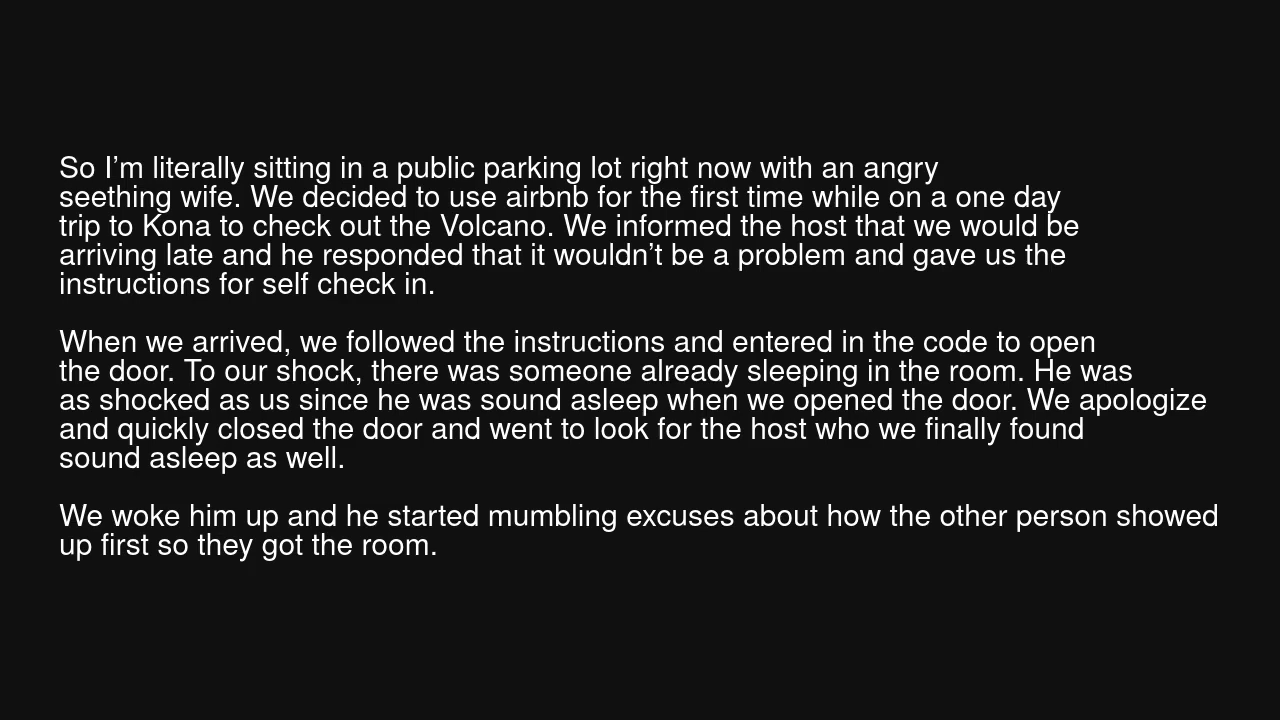 So I’m literally sitting in a public parking lot right now with an angry
seething wife. We decided to use airbnb for the first time while on a one day
trip to Kona to check out the Volcano. We informed the host that we would be
arriving late and he responded that it wouldn’t be a problem and gave us the
instructions for self check in.
When we arrived, we followed the instructions and entered in the code to open
the door. To our shock, there was someone already sleeping in the room. He was
as shocked as us since he was sound asleep when we opened the door. We apologize
and quickly closed the door and went to look for the host who we finally found
sound asleep as well.
We woke him up and he started mumbling excuses about how the other person showed
up first so they got the room.